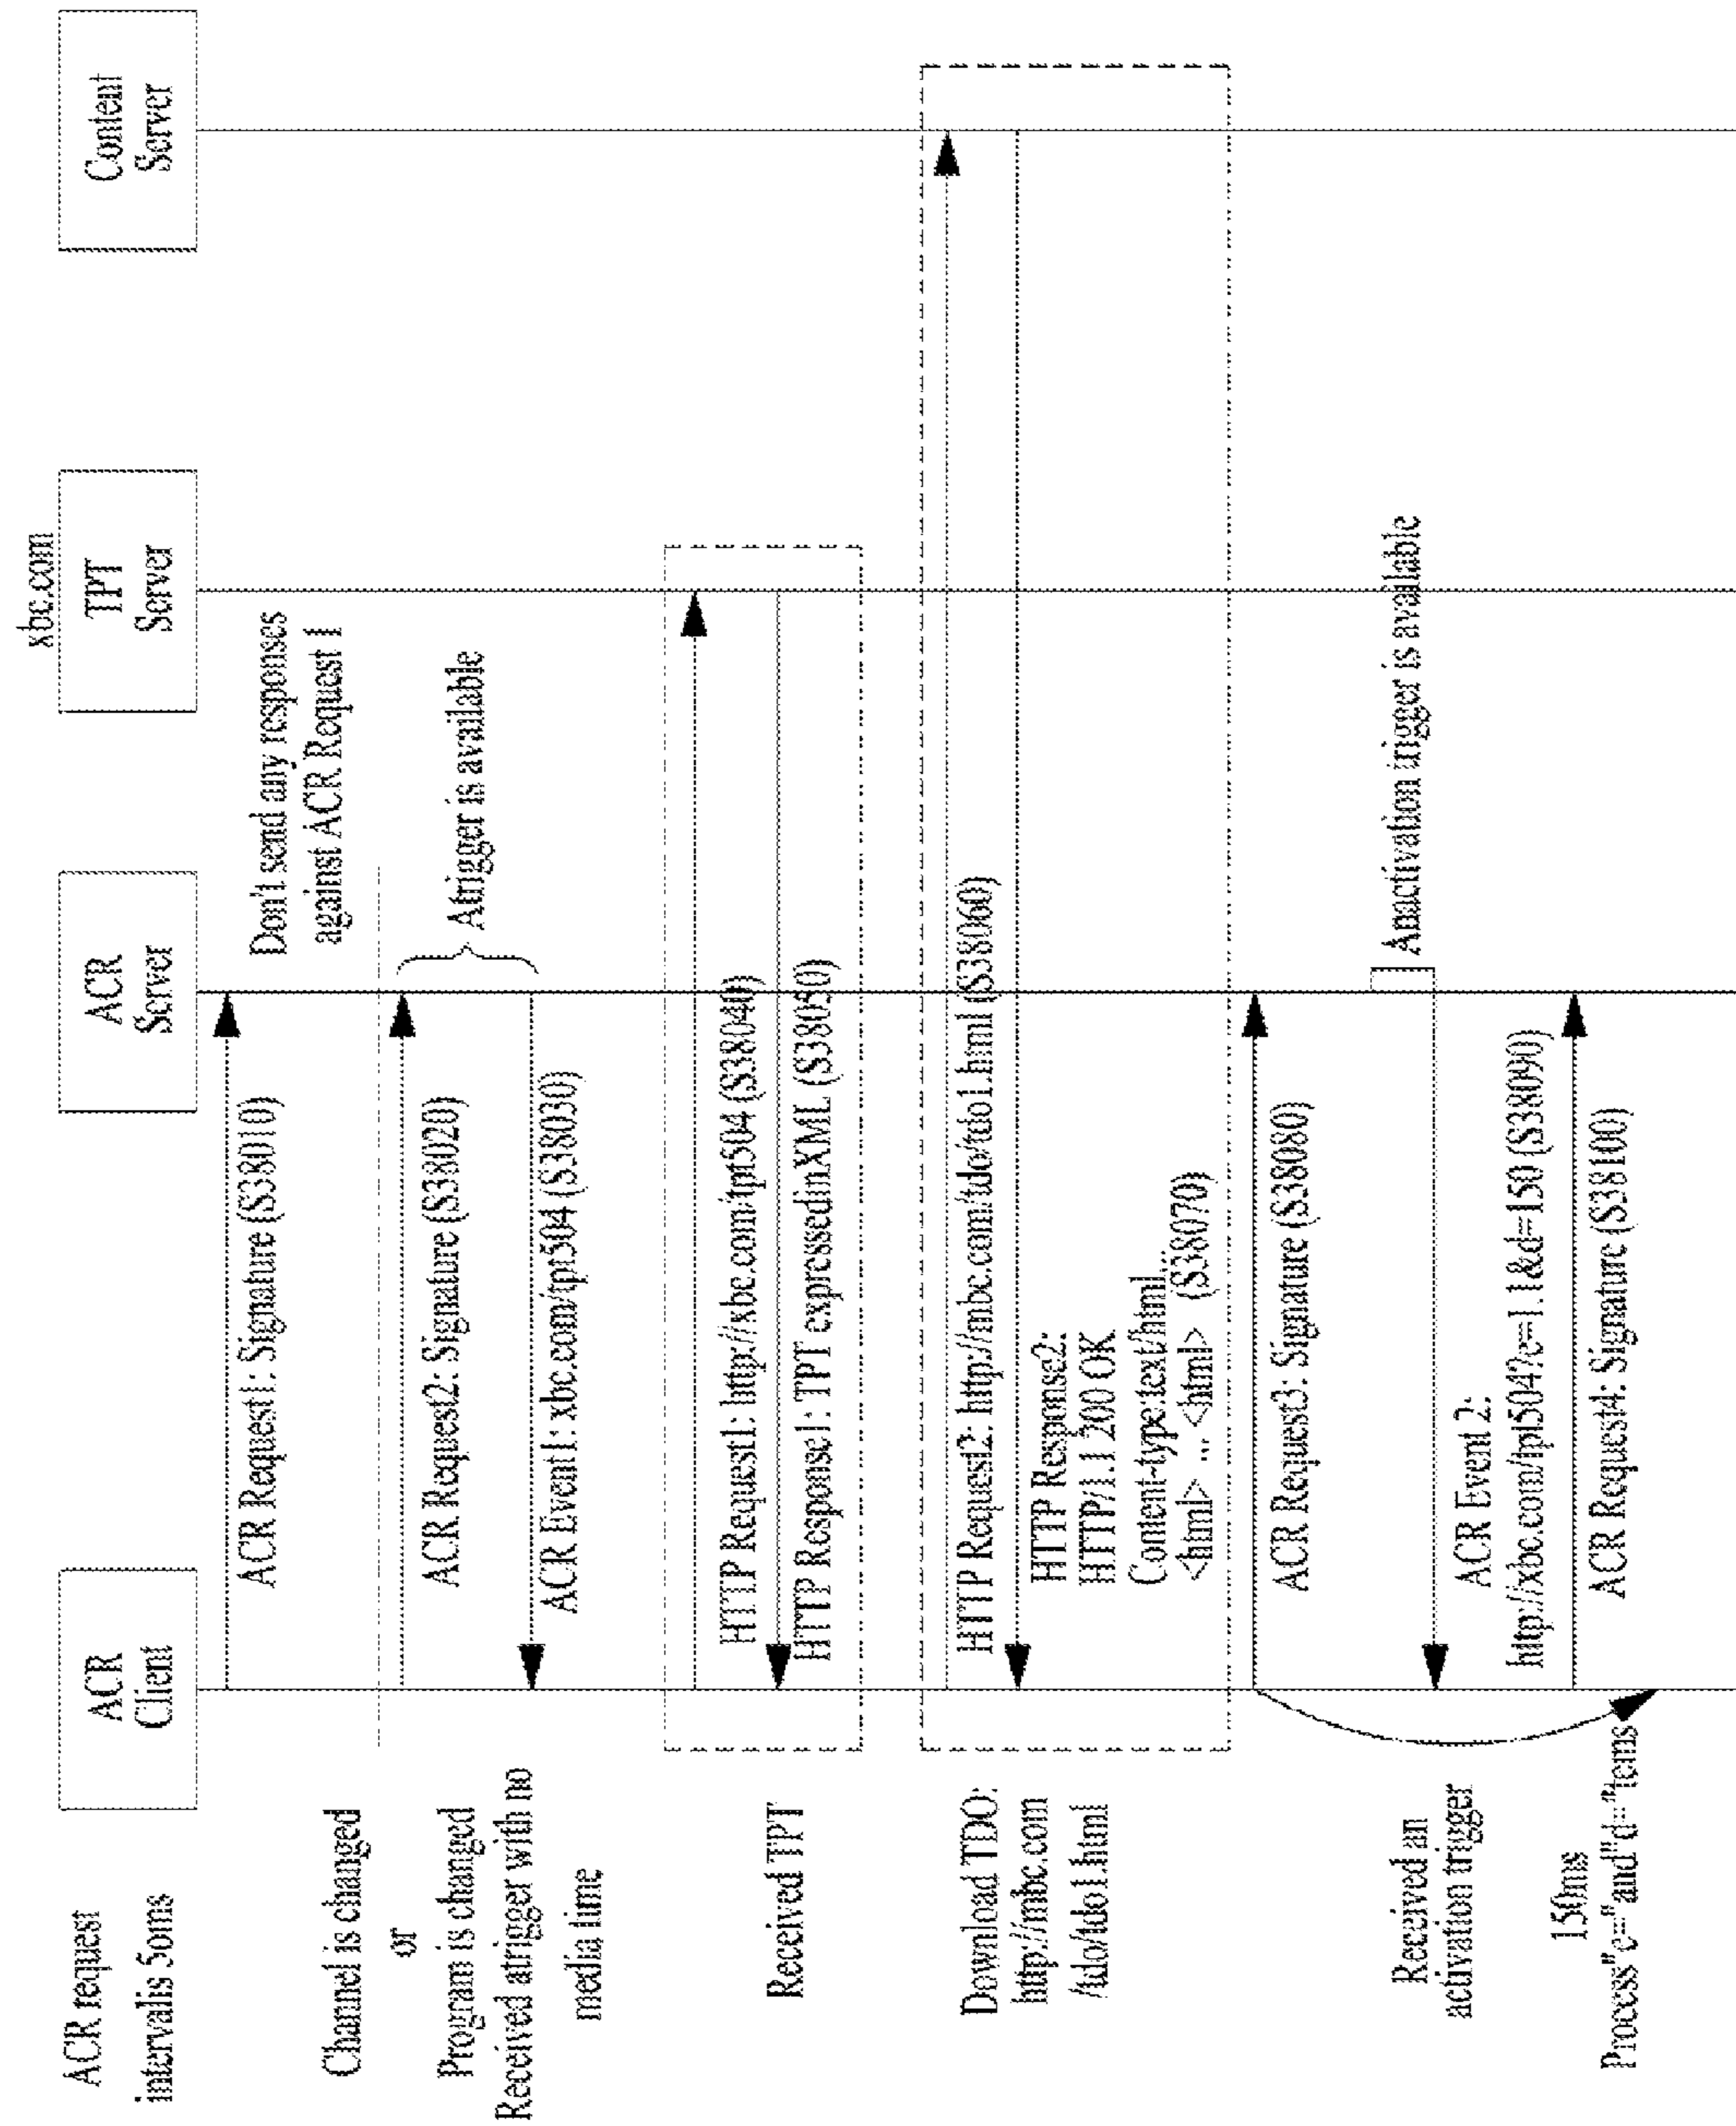 ACR request
intervalis 5oms
ACR
Client
ACR
Server
xbc.com
TPT
Server
Content
Server
ACR Request1: Signature (S38010)
Don't send any responses
against ACR Request 1
Channel is changed
or
Program is changed
Received atrigger with no
media time
ACR Request2: Signature (S38020)
Atrigger is available
ACR Event1: xbc.com/tpt504 (S38030)
Received TPT
HTTP Request1: http://xbc.com/tpt504 (S38040)
HTTP Response1: TPT expressedinXML (S38050)
Download TDO:
http://mbc.com
/tdo/tdo1.html
HTTP Request2: http://mbc.com/tdo/tdo1.html (S38060)
HTTP Response2:
HTTP/1.1 200 OK
Content-type:text/html...
<html> ... <html> (S38070)
ACR Request3: Signature (S38080)
Anactivation trigger is available
Received an
activation trigger
ACR Event 2:
http://xbc.com/tpt504?e=1.1&d=150 (S38090)
150ms
Process"e="and"d="tems
ACR Request4: Signature (S38100)